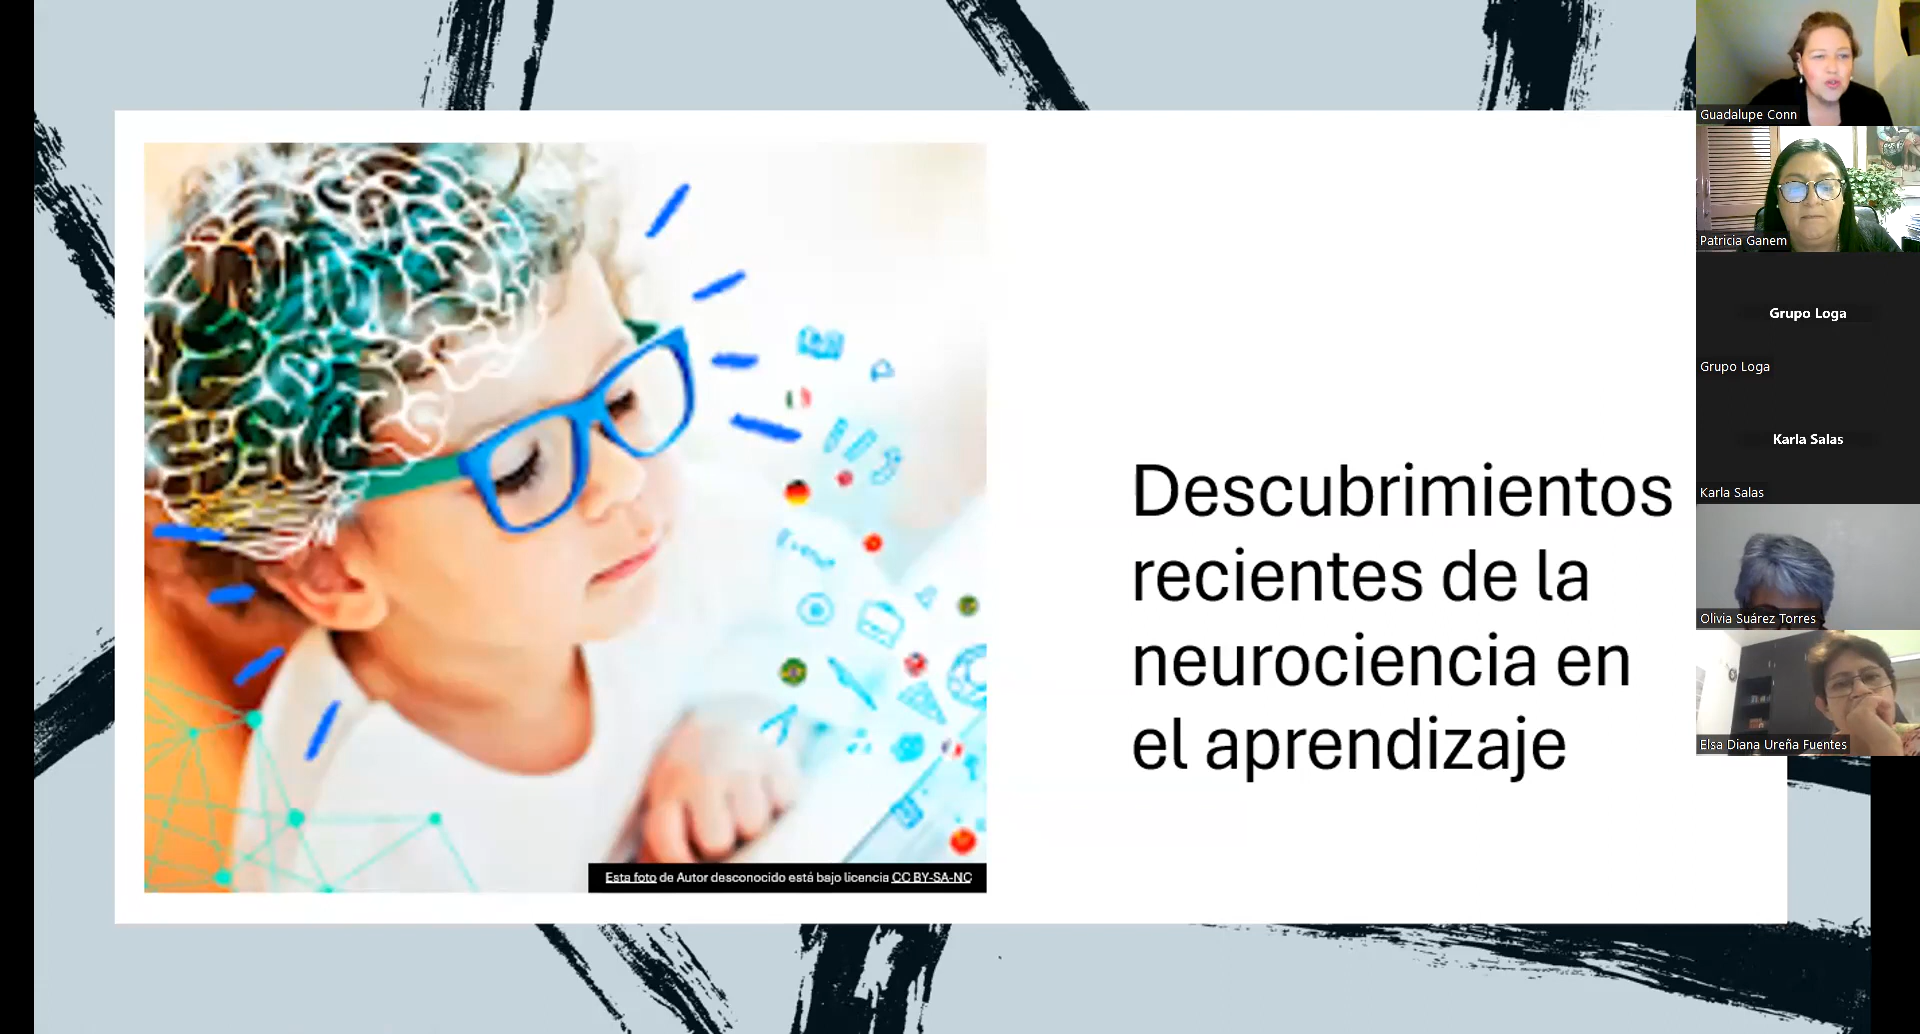 Descubrimientos
recientes de la
neurociencia en
el aprendizaje
Esta foto de Autor desconocido está bajo licencia CC BY-SA-NC
Guadalupe Conn
Patricia Ganem
Grupo Loga
Grupo Loga
Karla Salas
Karla Salas
Olivia Suárez Torres
Elsa Diana Ureña Fuentes